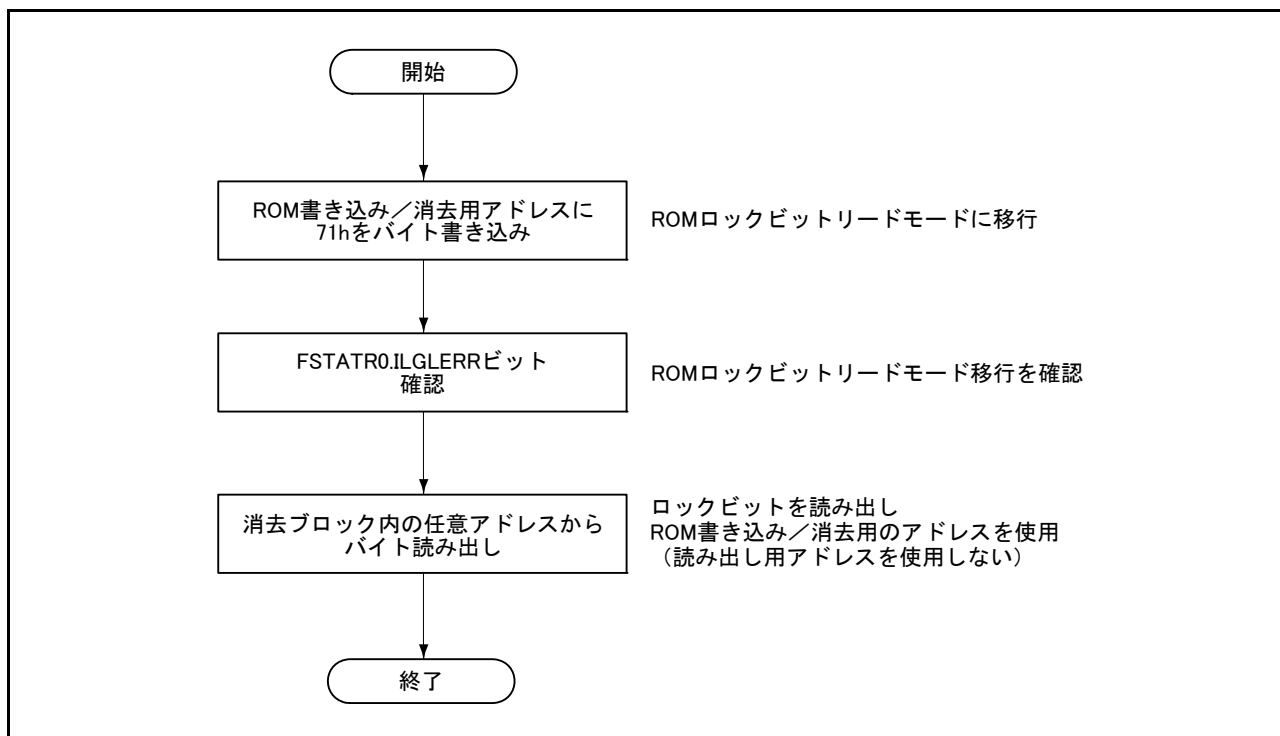 開始
ROM書き込み／消去用アドレスに
71hをバイト書き込み
ROMロックビットリードモードに移行
FSTATR0.ILGLERRビット
確認
ROMロックビットリードモード移行を確認
消去ブロック内の任意アドレスから
バイト読み出し
ロックビットを読み出し
ROM書き込み／消去用のアドレスを使用
（読み出し用アドレスを使用しない）
終了